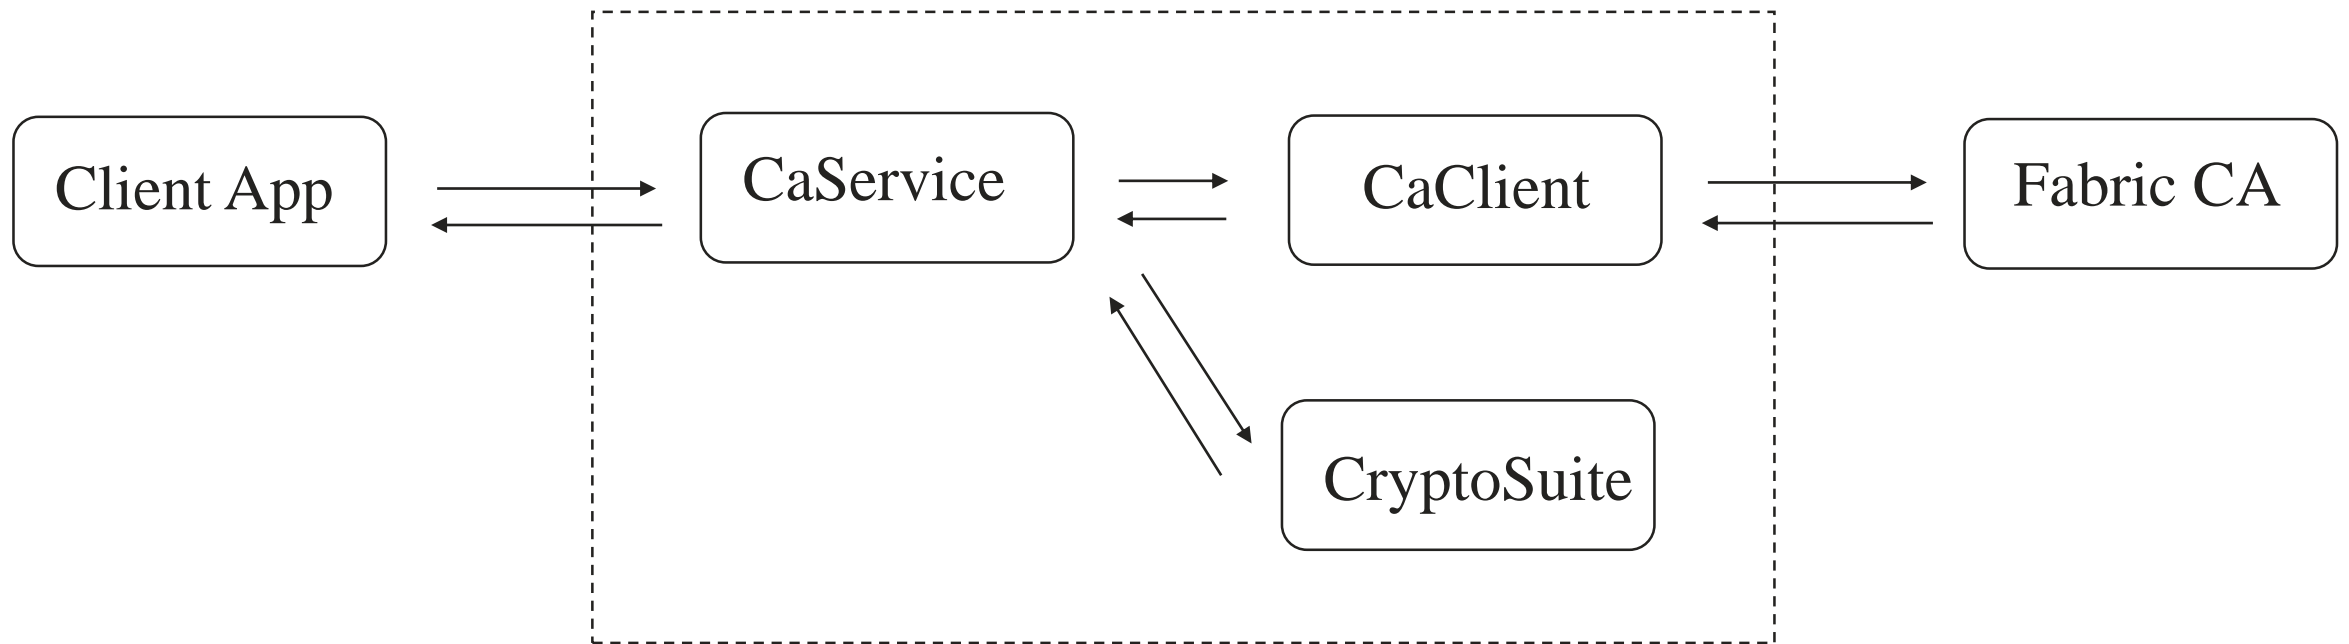 Client App
CaService
CaClient
Fabric CA
CryptoSuite